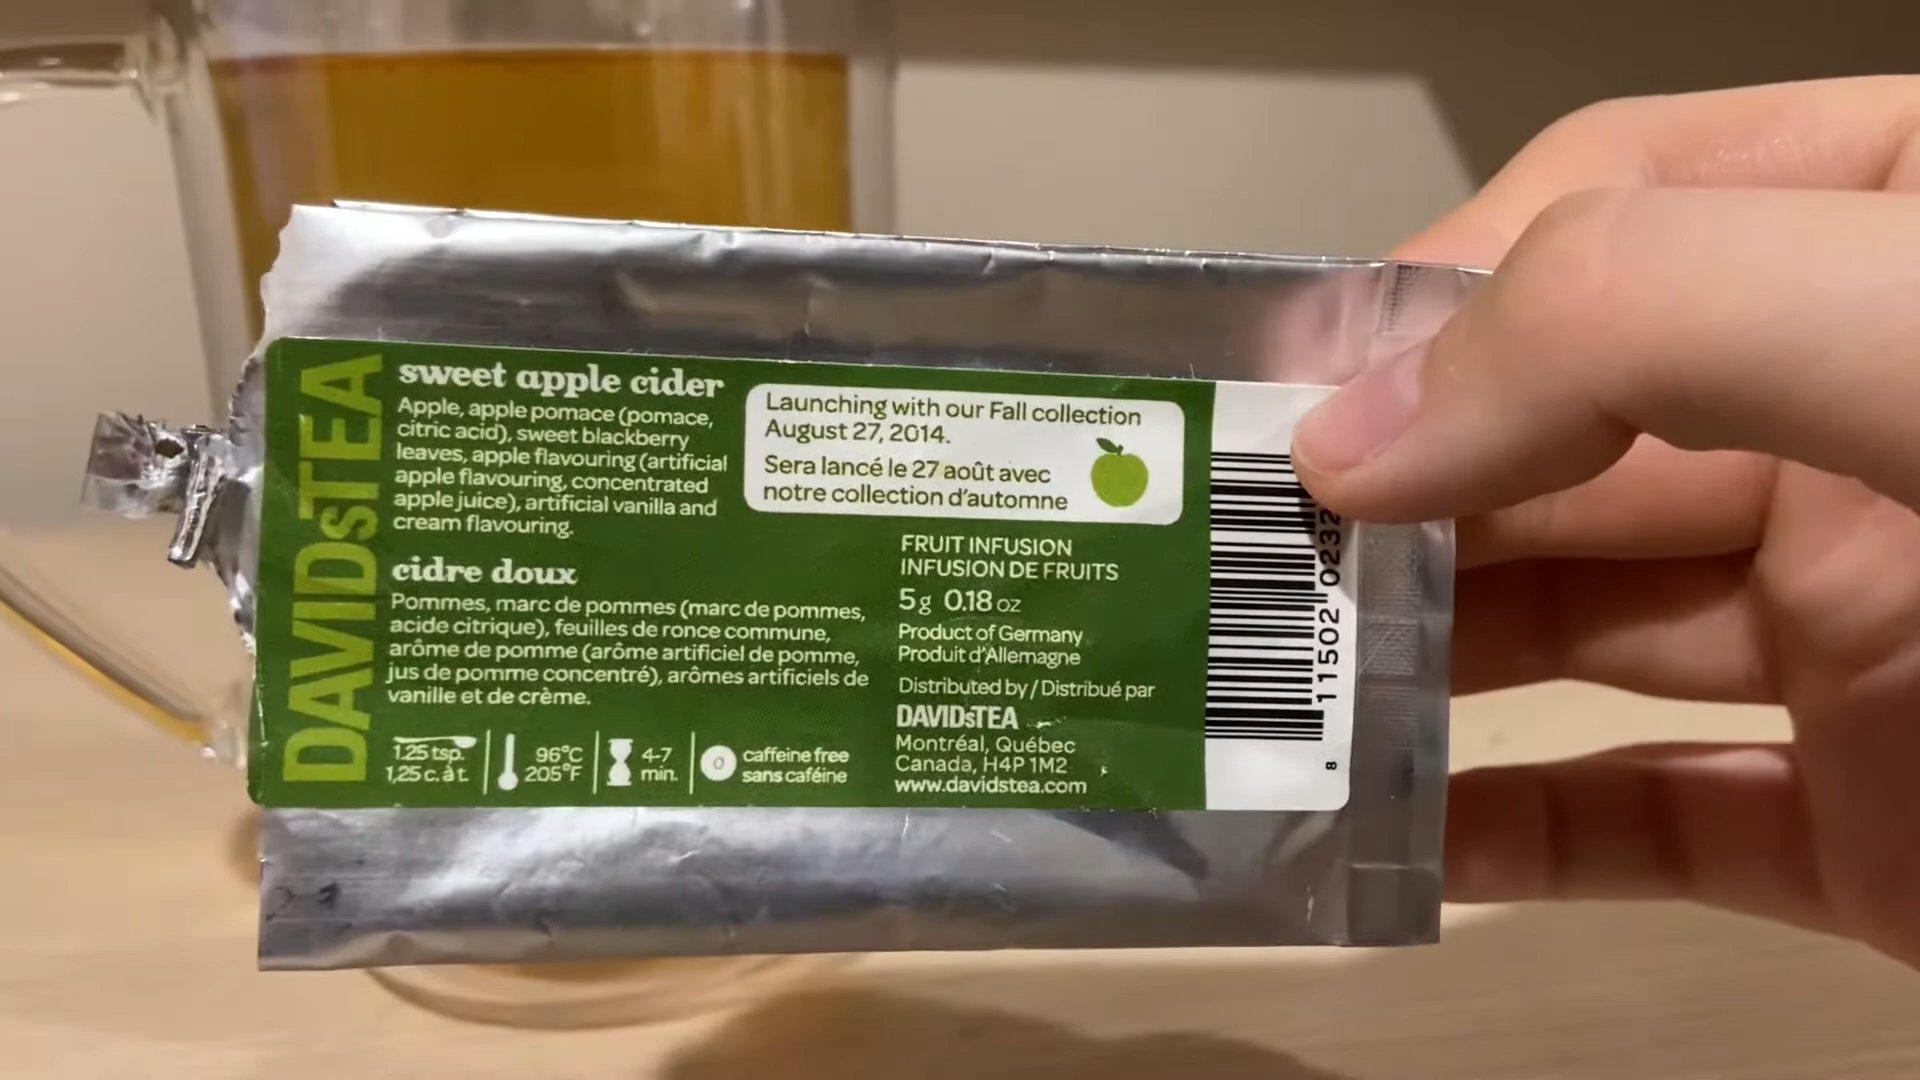 DAVIDsTEA
sweet apple cider
Apple, apple pomace (pomace,
citric acid), sweet blackberry
leaves, apple flavouring (artificial
apple flavouring, concentrated
apple juice), artificial vanilla and
cream flavouring.
cidre doux
Pommes, marc de pommes (marc de pommes,
acide citrique), feuilles de ronce commune,
arôme de pomme (arôme artificiel de pomme,
jus de pomme concentré), arômes artificiels de
vanille et de crème.
1.25 tsp.
1,25 c. à t.
96°C
205°F
4-7
min.
0
caffeine free
sans caféine
Launching with our Fall collection
August 27, 2014.
Sera lancé le 27 août avec
notre collection d'automne
FRUIT INFUSION
INFUSION DE FRUITS
5 g 0.18 oz
Product of Germany
Produit d'Allemagne
Distributed by / Distribué par
DAVIDsTEA
Montréal, Québec
Canada, H4P 1M2
www.davidstea.com
8 11502 0232